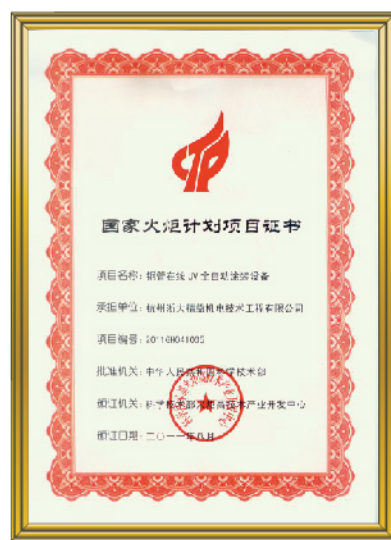 国家火炬计划项目证书
项目名称: 钢管在线UV全自动涂装设备
承担单位: 杭州浙大精益机电技术工程有限公司
项目编号:
批准机关: 中华人民共和国科学技术部
颁证机关: 科学技术部火炬高技术产业开发中心
颁证日期: 二〇一一年八月